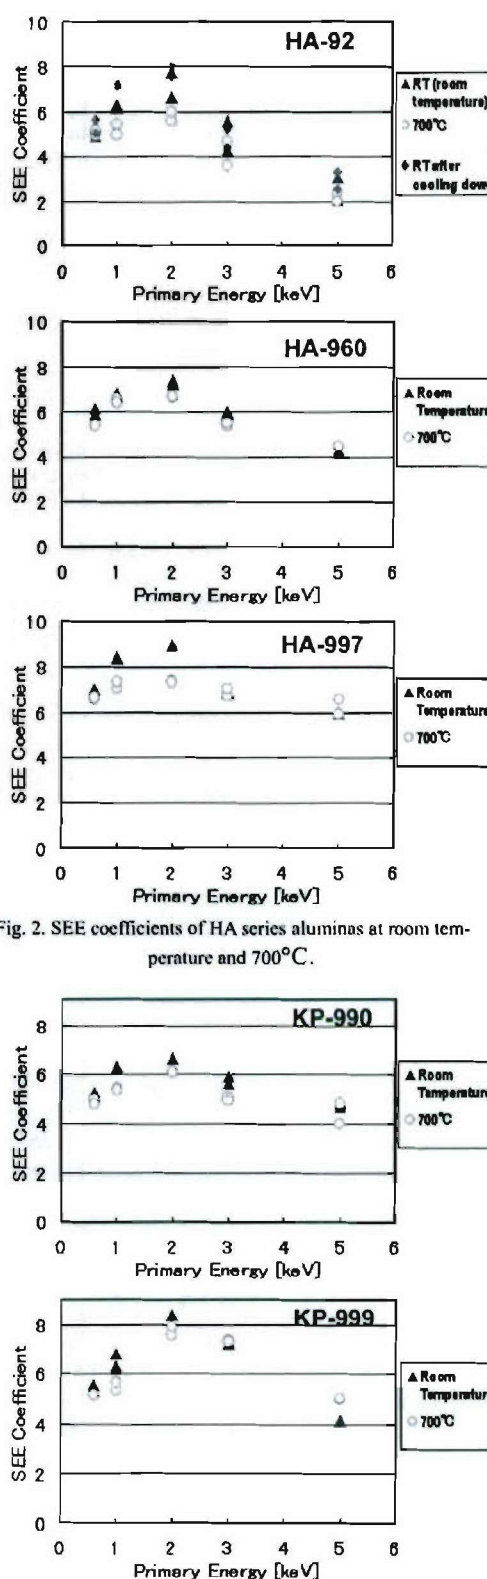 10
8
6
4
2
0
SEE Coefficient
HA-92
▲ RT (room
temperature)
○ 700℃
◆ RT after
cooling down
0 1 2 3 4 5 6
Primary Energy [keV]
10
8
6
4
2
0
SEE Coefficient
HA-960
▲ Room
Temperature
○ 700℃
0 1 2 3 4 5 6
Primary Energy [keV]
10
8
6
4
2
0
SEE Coefficient
HA-997
▲ Room
Temperature
○ 700℃
0 1 2 3 4 5 6
Primary Energy [keV]
Fig. 2. SEE coefficients of HA series aluminas at room tem-
perature and 700°C.
8
6
4
2
0
SEE Coefficient
KP-990
▲ Room
Temperature
○ 700℃
0 1 2 3 4 5 6
Primary Energy [keV]
8
6
4
2
0
SEE Coefficient
KP-999
▲ Room
Temperature
○ 700℃
0 1 2 3 4 5 6
Primary Energy [keV]